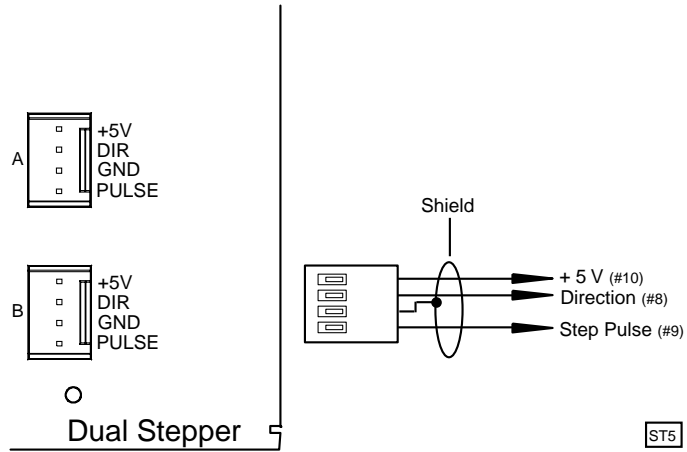 A
+5V
DIR
GND
PULSE
B
+5V
DIR
GND
PULSE
Dual Stepper
Shield
+ 5 V (#10)
Direction (#8)
Step Pulse (#9)
ST5